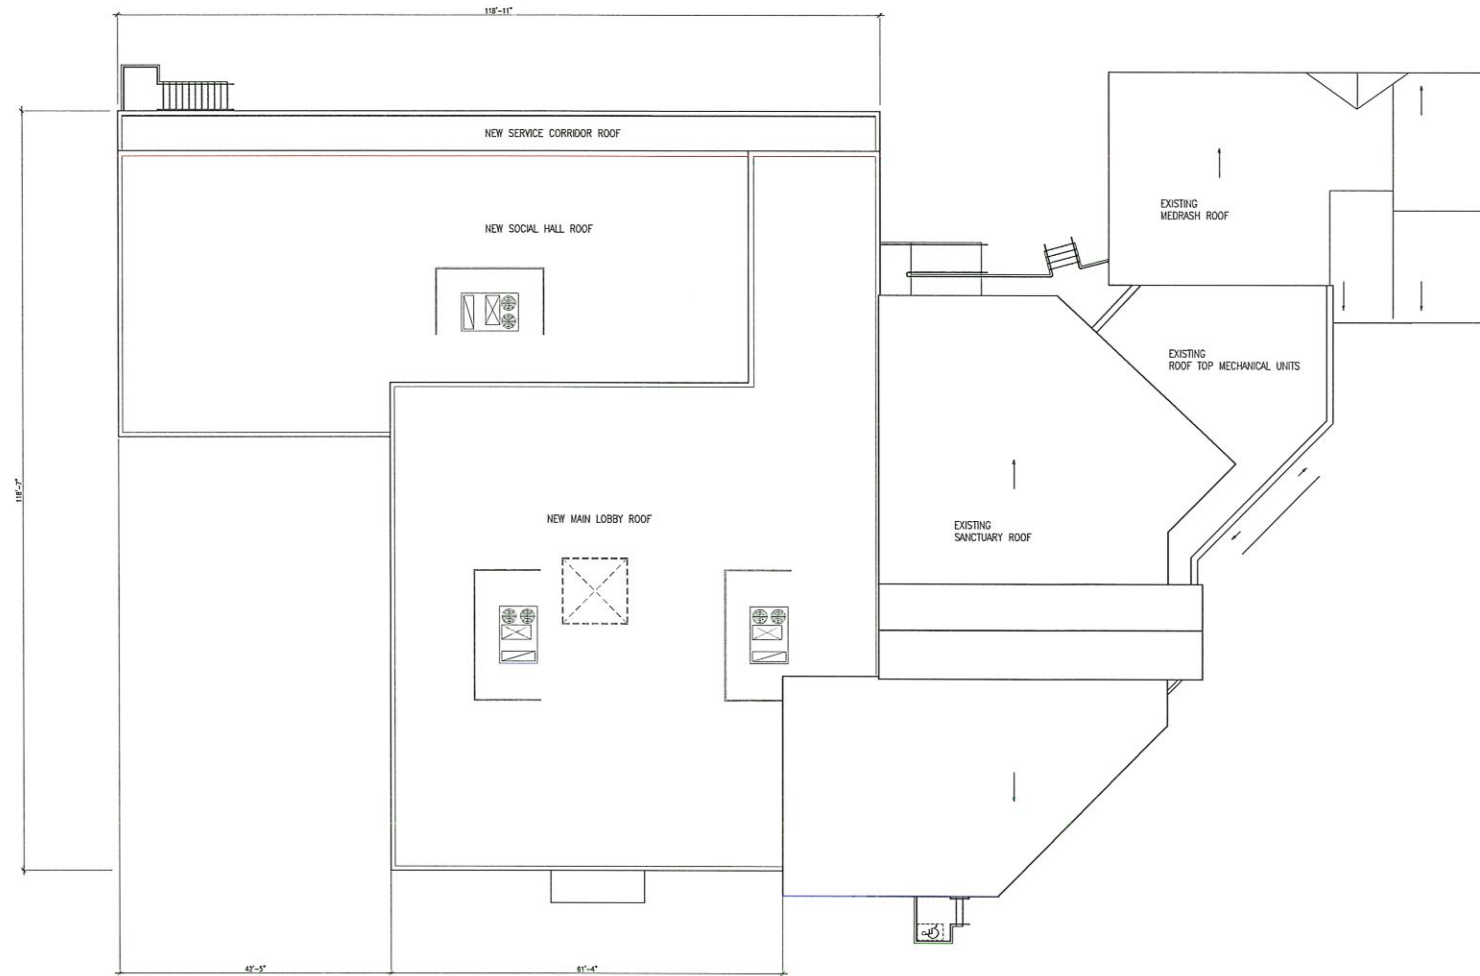 118'-11"
NEW SERVICE CORRIDOR ROOF
EXISTING
MEDRASH ROOF
NEW SOCIAL HALL ROOF
EXISTING
ROOF TOP MECHANICAL UNITS
118'-7"
NEW MAIN LOBBY ROOF
EXISTING
SANCTUARY ROOF
42'-5"
61'-4"